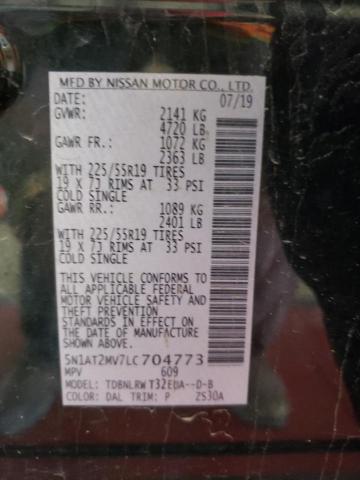 MFD BY NISSAN MOTOR CO., LTD.
DATE: 07/19
GVWR: 2141 KG
4720 LB
GAWR FR.: 1072 KG
2363 LB
WITH 225/55R19 TIRES
19 X 7J RIMS AT 33 PSI
COLD SINGLE
GAWR RR.: 1089 KG
2401 LB
WITH 225/55R19 TIRES
19 X 7J RIMS AT 33 PSI
COLD SINGLE
THIS VEHICLE CONFORMS TO
ALL APPLICABLE FEDERAL
MOTOR VEHICLE SAFETY AND
THEFT PREVENTION
STANDARDS IN EFFECT ON
THE DATE OF MANUFACTURE
SHOWN ABOVE.
5N1AT2MV7LC704773
MPV 609
MODEL: TDBNLRW T32EUA--D-B
COLOR: DAL TRIM: P ZS30A